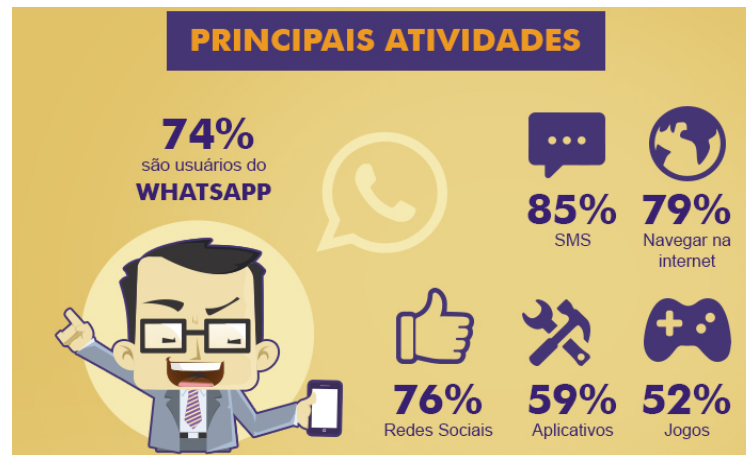 PRINCIPAIS ATIVIDADES
74%
são usuários do
WHATSAPP
85%
SMS
79%
Navegar na
internet
76%
Redes Sociais
59%
Aplicativos
52%
Jogos